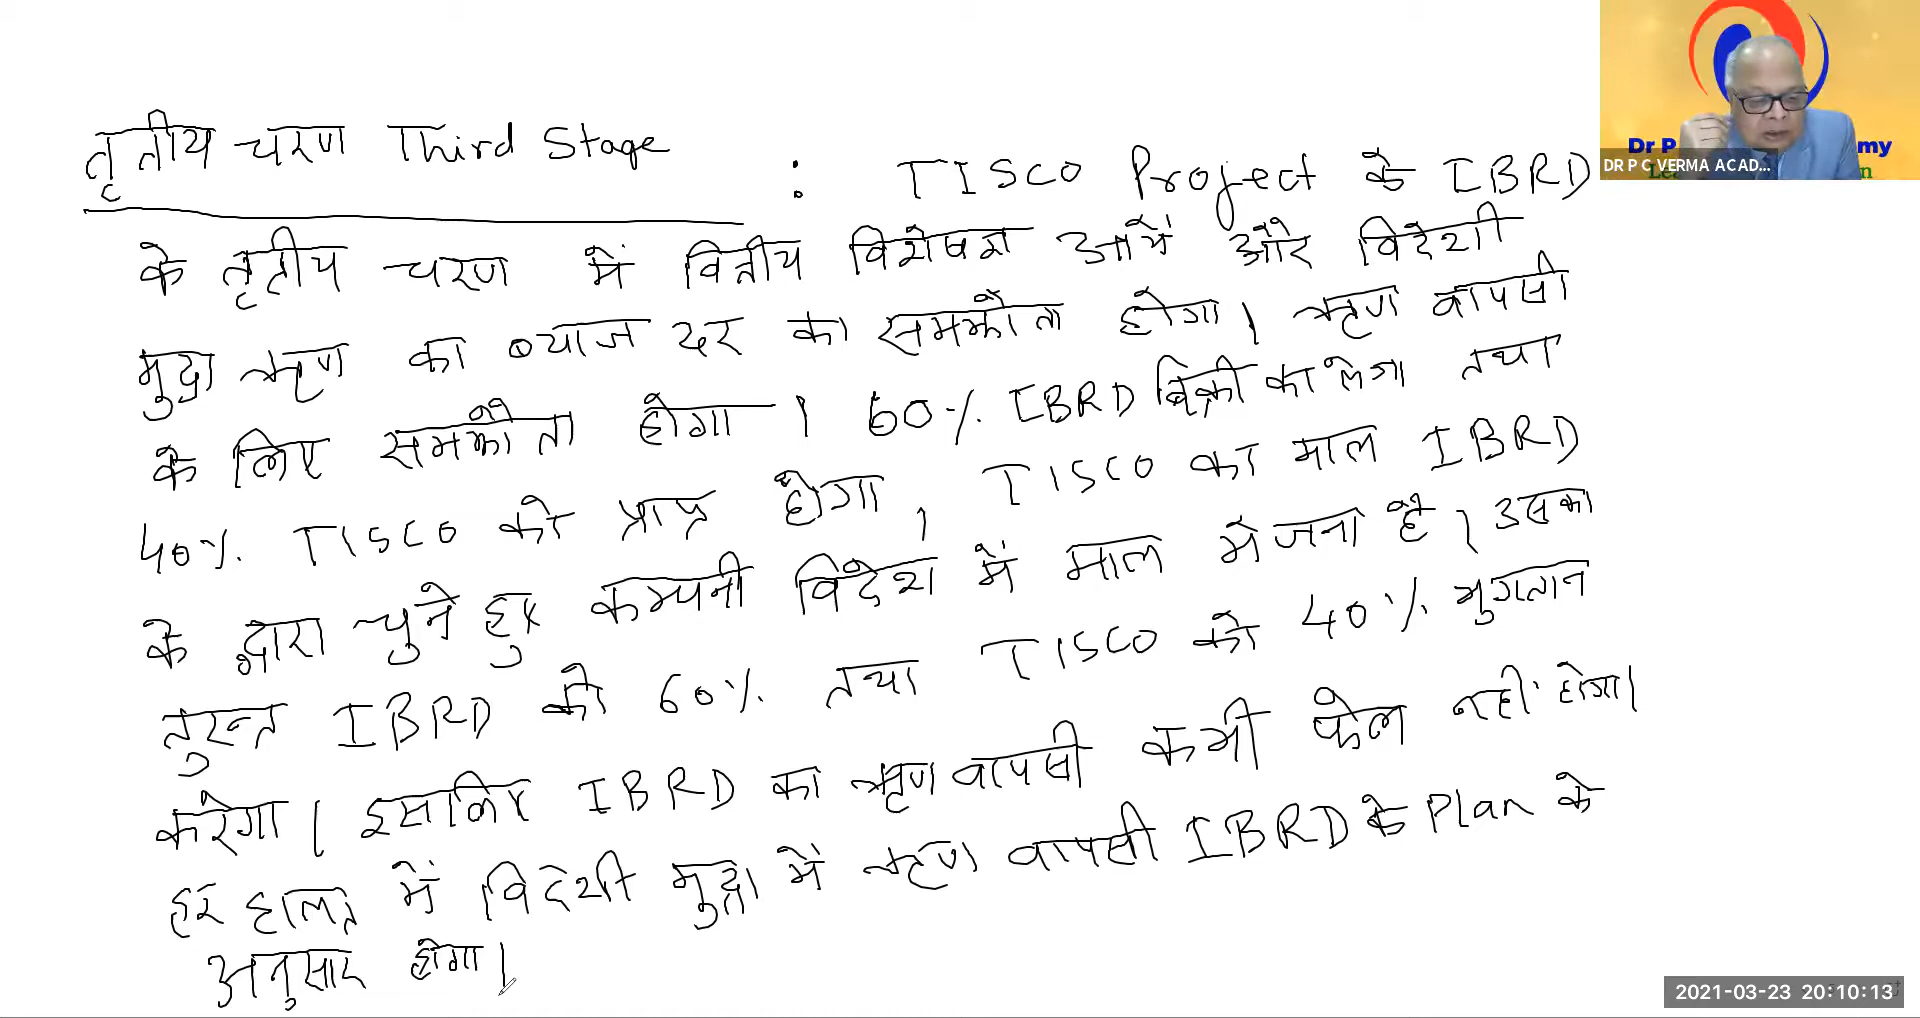 तृतीय चरण Third Stage : TISCO Project के IBRD
के तृतीय चरण में वित्तीय विशेषज्ञ आयें और विदेशी
मुद्रा ऋण का ब्याज दर का समझौता होगा। ऋण वापसी
के लिए समझौता होगा। 60% IBRD बिक्री का लेगा तथा
40% TISCO को प्राप्त होगा, TISCO का माल IBRD
के द्वारा चुने हुए कम्पनी विदेश में माल भेजना है। उसका
तुरन्त IBRD को 60% तथा TISCO को 40% भुगतान
करेगा। इसलिए IBRD का ऋण वापसी कभी फेल नहीं होगा।
हर हालत में विदेशी मुद्रा में ऋण वापसी IBRD के Plan के
अनुसार होगा।
Dr P
my
DR P C VERMA ACAD...
2021-03-23 20:10:13